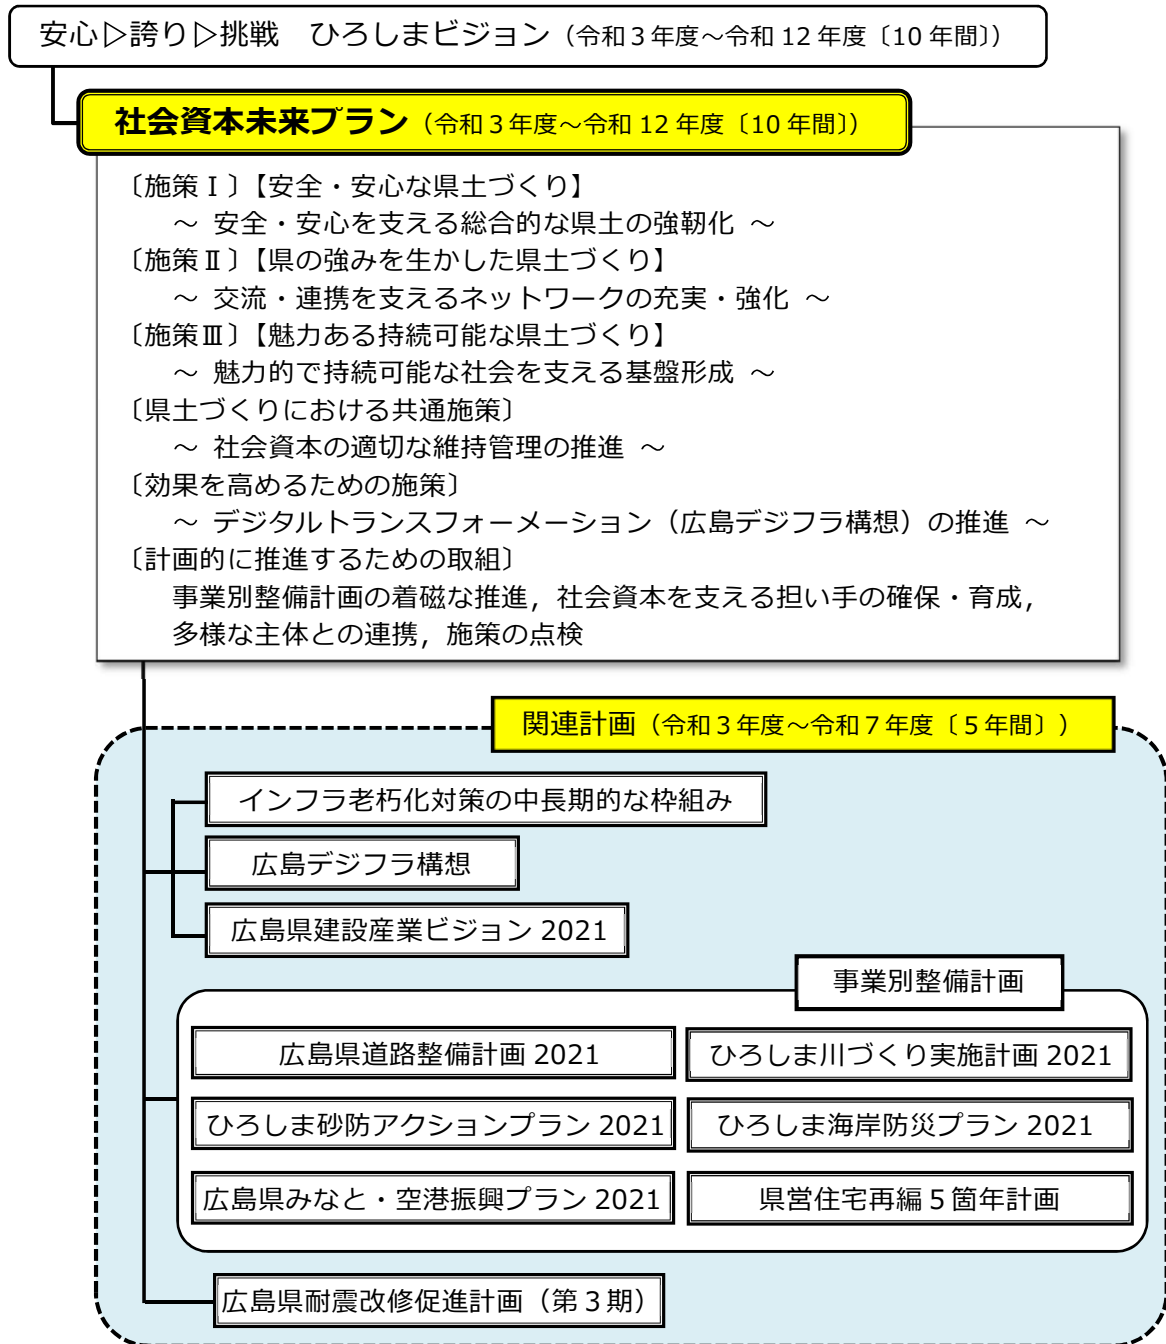 安心▷誇り▷挑戦　ひろしまビジョン（令和３年度～令和 12 年度〔10 年間〕）
社会資本未来プラン（令和３年度～令和 12 年度〔10 年間〕）
〔施策Ⅰ〕【安全・安心な県土づくり】
～ 安全・安心を支える総合的な県土の強靭化 ～
〔施策Ⅱ〕【県の強みを生かした県土づくり】
～ 交流・連携を支えるネットワークの充実・強化 ～
〔施策Ⅲ〕【魅力ある持続可能な県土づくり】
～ 魅力的で持続可能な社会を支える基盤形成 ～
〔県土づくりにおける共通施策〕
～ 社会資本の適切な維持管理の推進 ～
〔効果を高めるための施策〕
～ デジタルトランスフォーメーション（広島デジフラ構想）の推進 ～
〔計画的に推進するための取組〕
事業別整備計画の着磁な推進，社会資本を支える担い手の確保・育成，
多様な主体との連携，施策の点検
関連計画（令和３年度～令和７年度〔５年間〕）
インフラ老朽化対策の中長期的な枠組み
広島デジフラ構想
広島県建設産業ビジョン 2021
事業別整備計画
広島県道路整備計画 2021
ひろしま川づくり実施計画 2021
ひろしま砂防アクションプラン 2021
ひろしま海岸防災プラン 2021
広島県みなと・空港振興プラン 2021
県営住宅再編５箇年計画
広島県耐震改修促進計画（第３期）